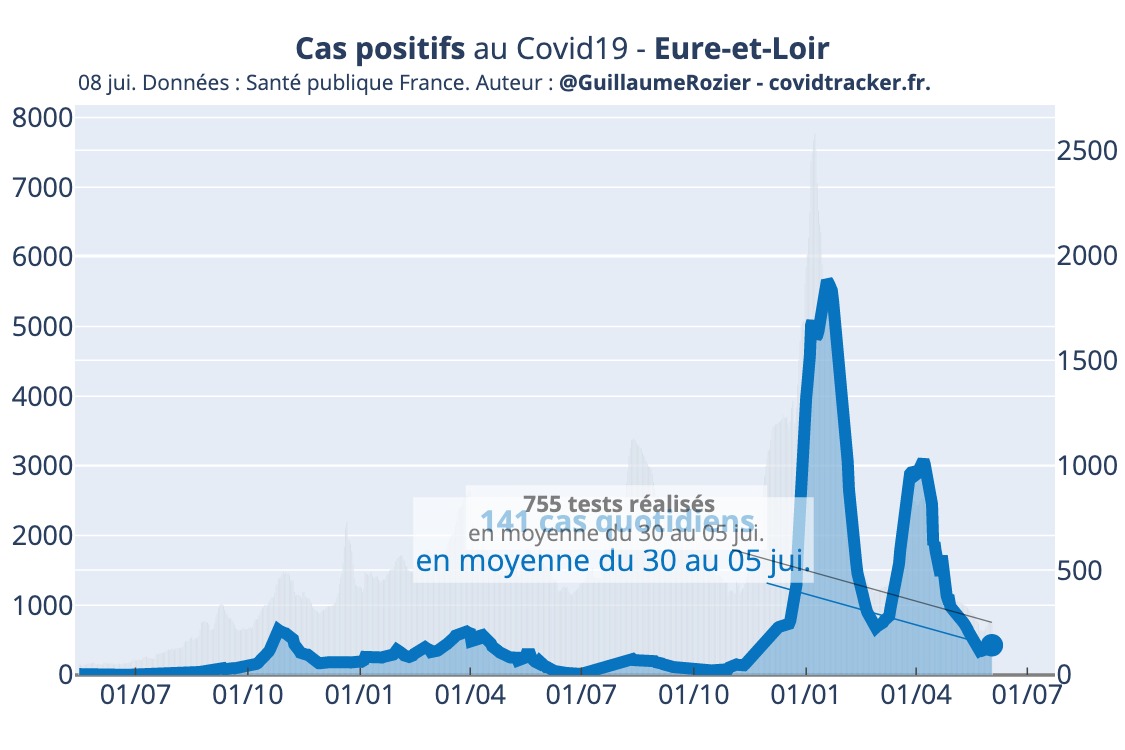 Cas positifs au Covid19 - Eure-et-Loir
08 jui. Données : Santé publique France. Auteur : @GuillaumeRozier - covidtracker.fr.
8000
7000
6000
5000
4000
3000
2000
1000
0
2500
2000
1500
1000
500
0
755 tests réalisés
141 cas quotidiens
en moyenne du 30 au 05 jui.
en moyenne du 30 au 05 jui.
01/07 01/10 01/01 01/04 01/07 01/10 01/01 01/04 01/07